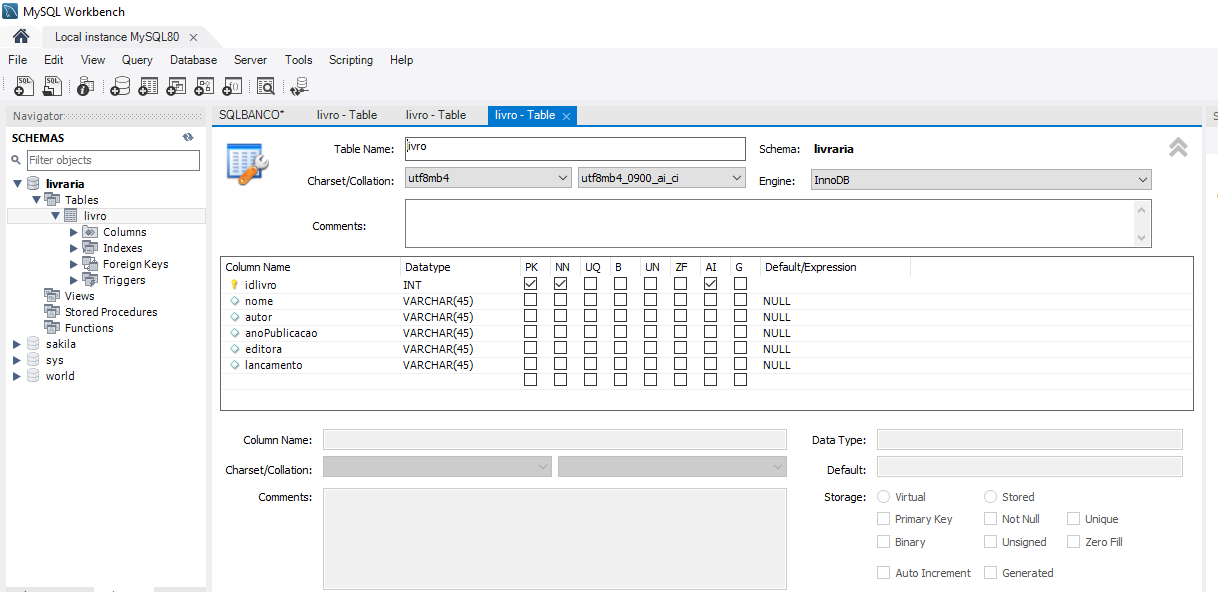 MySQL Workbench
Local instance MySQL80
File Edit View Query Database Server Tools Scripting Help
Navigator
SQLBANCO* livro - Table livro - Table livro - Table
SCHEMAS
Filter objects
livraria
Tables
livro
Columns
Indexes
Foreign Keys
Triggers
Views
Stored Procedures
Functions
sakila
sys
world
Table Name: livro Schema: livraria
Charset/Collation: utf8mb4 utf8mb4_0900_ai_ci Engine: InnoDB
Comments:
Column Name Datatype PK NN UQ B UN ZF AI G Default/Expression
idlivro INT
nome VARCHAR(45) NULL
autor VARCHAR(45) NULL
anoPublicacao VARCHAR(45) NULL
editora VARCHAR(45) NULL
lancamento VARCHAR(45) NULL
Column Name: Data Type:
Charset/Collation: Default:
Comments: Storage: Virtual Stored
Primary Key Not Null Unique
Binary Unsigned Zero Fill
Auto Increment Generated